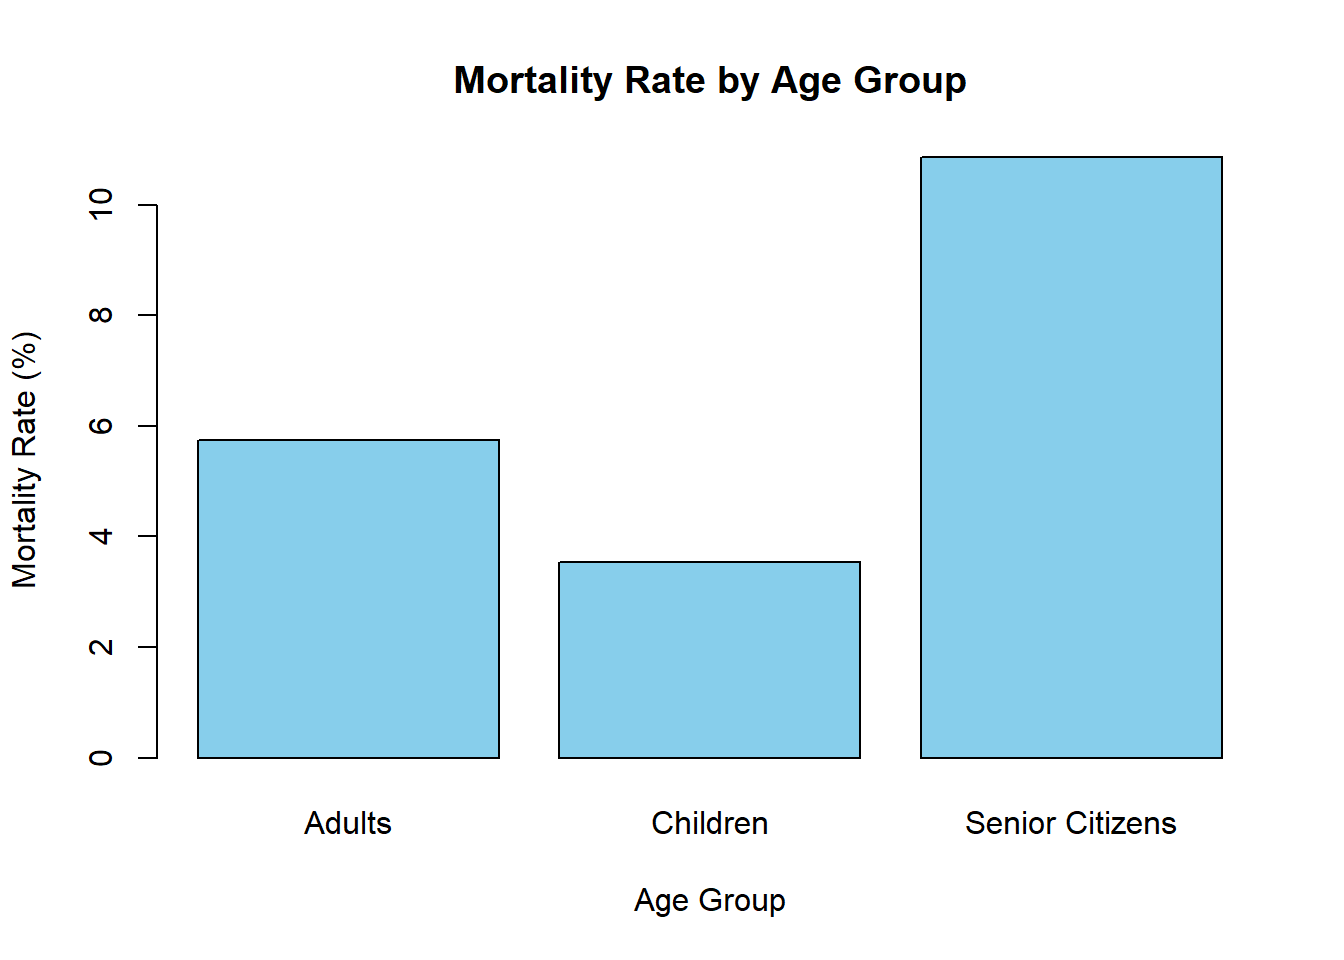 Mortality Rate by Age Group
Mortality Rate (%)
10
8
6
4
2
0
Adults
Children
Senior Citizens
Age Group